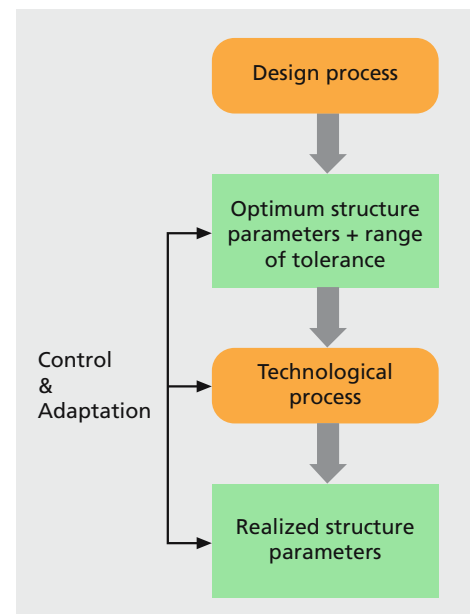 Design process
Optimum structure
parameters + range
of tolerance
Control
&
Adaptation
Technological
process
Realized structure
parameters